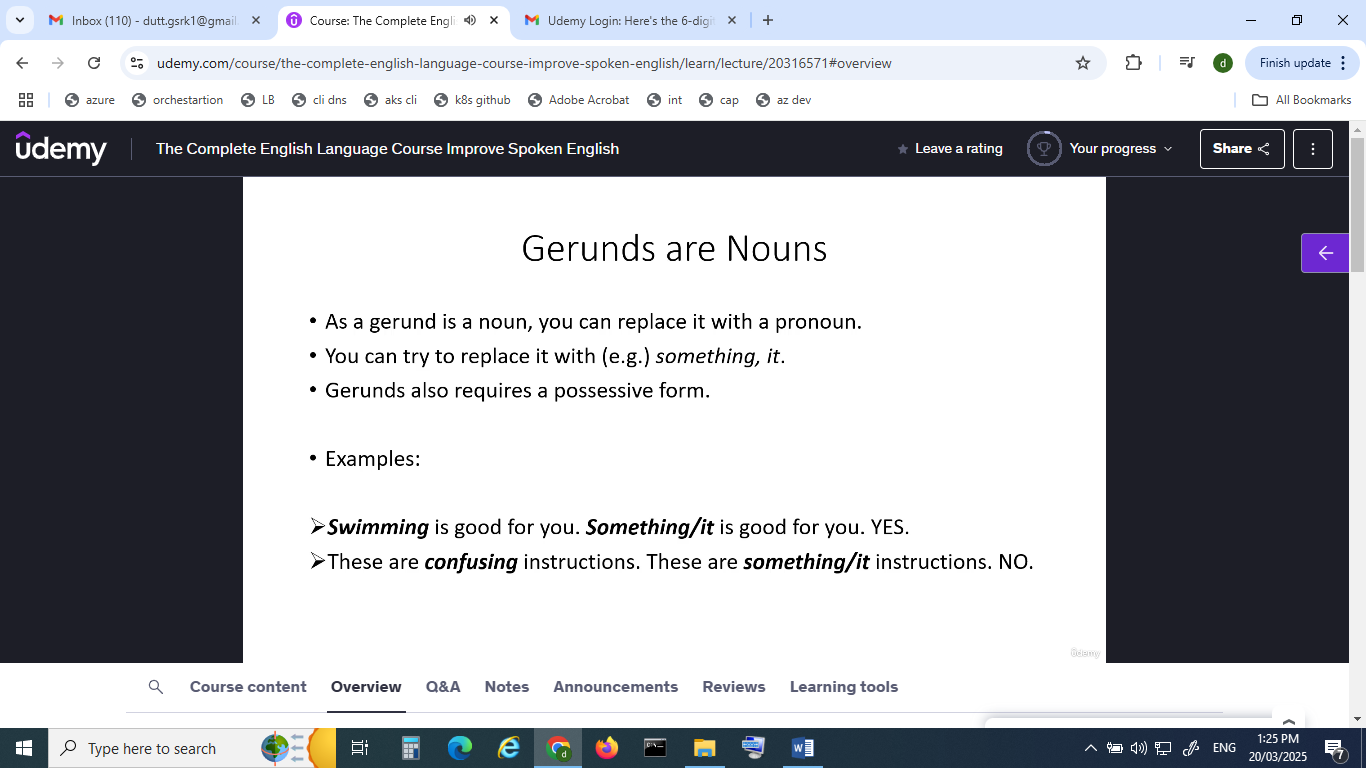 Inbox (110) - dutt.gsrk1@gmail
Course: The Complete Engli
Udemy Login: Here's the 6-digi
udemy.com/course/the-complete-english-language-course-improve-spoken-english/learn/lecture/20316571#overview
d
Finish update
azure
orchestartion
LB
cli dns
aks cli
k8s github
Adobe Acrobat
int
cap
az dev
All Bookmarks
udemy
The Complete English Language Course Improve Spoken English
Leave a rating
Your progress
Share
Gerunds are Nouns
• As a gerund is a noun, you can replace it with a pronoun.
• You can try to replace it with (e.g.) something, it.
• Gerunds also requires a possessive form.
• Examples:
➢Swimming is good for you. Something/it is good for you. YES.
➢These are confusing instructions. These are something/it instructions. NO.
udemy
Course content
Overview
Q&A
Notes
Announcements
Reviews
Learning tools
Type here to search
ENG
1:25 PM
20/03/2025
7